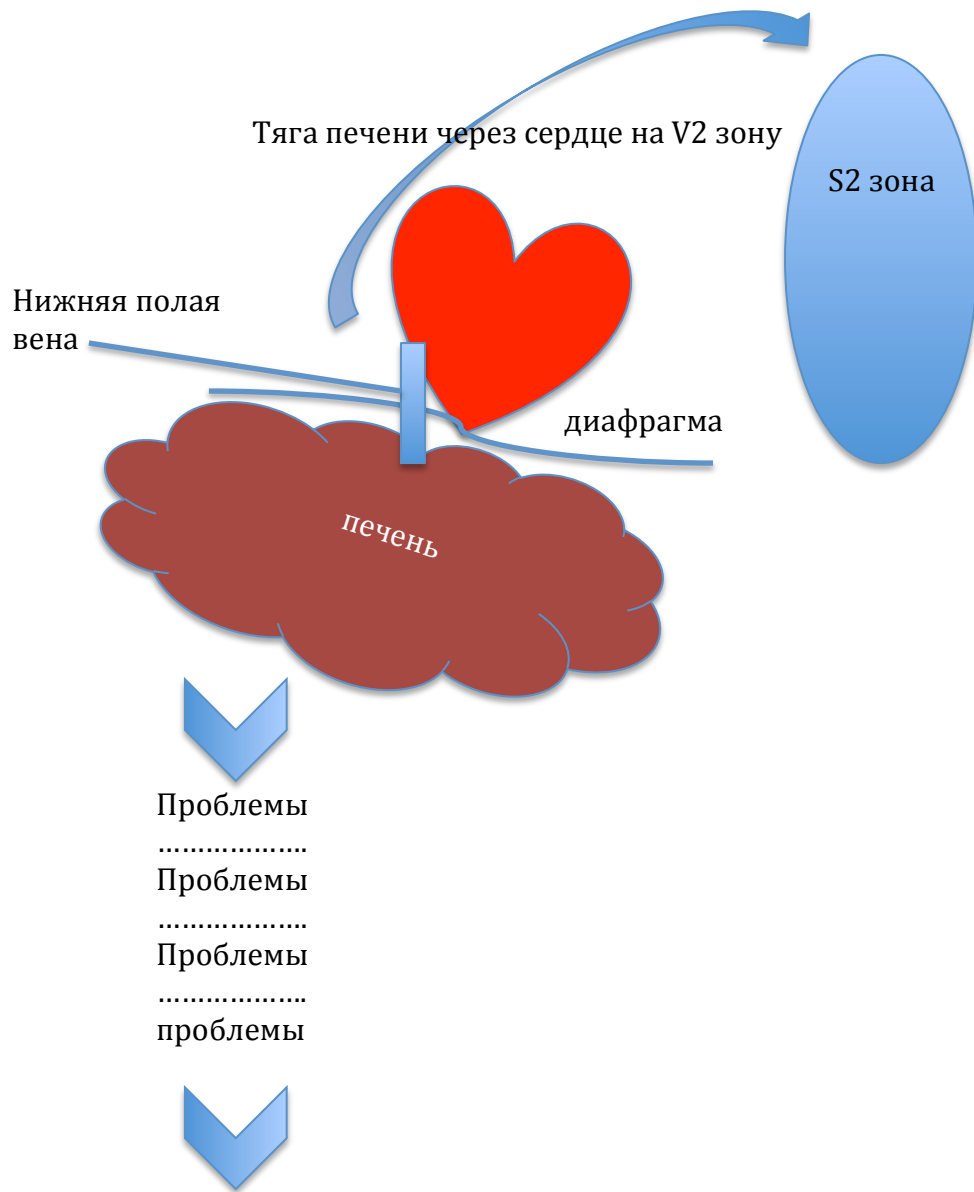 Тяга печени через сердце на V2 зону
S2 зона
Нижняя полая
вена
диафрагма
печень
Проблемы
……………….
Проблемы
……………….
Проблемы
……………….
проблемы